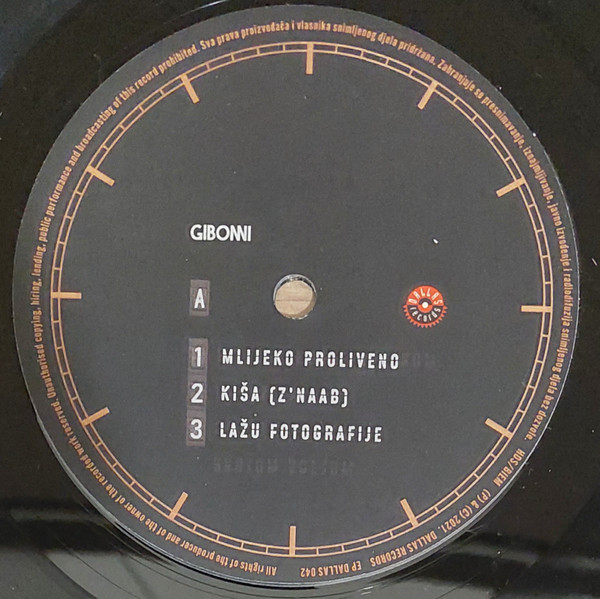 GIBONNI
A
DALLAS
RECORDS
1 MLIJEKO PROLIVENO
2 KIŠA (Z'NAAB)
3 LAŽU FOTOGRAFIJE
All rights of the producer and of the owner of the recorded work reserved. Unauthorised copying, hiring, lending, public performance and broadcasting of this record prohibited. Sva prava proizvođača i vlasnika snimljenog djela pridržana. Zabranjuje se presnimavanje, iznajmljivanje, javno izvođenje i radiodifuzija snimljenog djela bez dozvole. HDS/BIEM (P) & (C) 2021. DALLAS RECORDS EP DALLAS 042